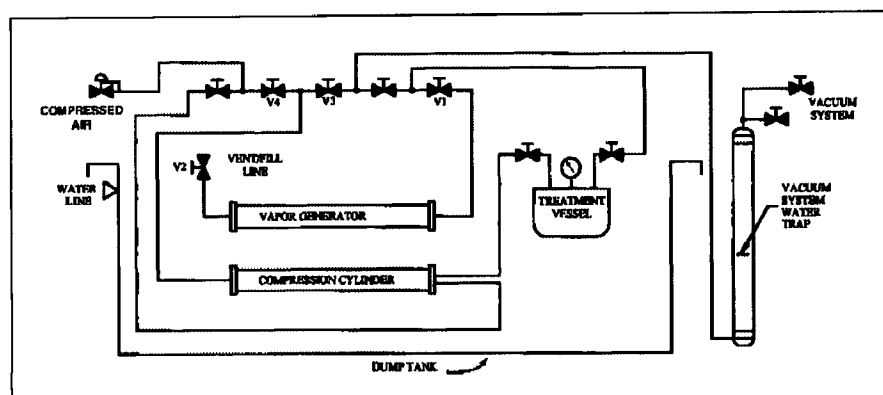 COMPRESSED
AIR
V4
V3
V1
VACUUM
SYSTEM
V2
VENT/FILL
LINE
WATER
LINE
VAPOR GENERATOR
TREATMENT
VESSEL
VACUUM
SYSTEM
WATER
TRAP
COMPRESSION CYLINDER
DUMP TANK